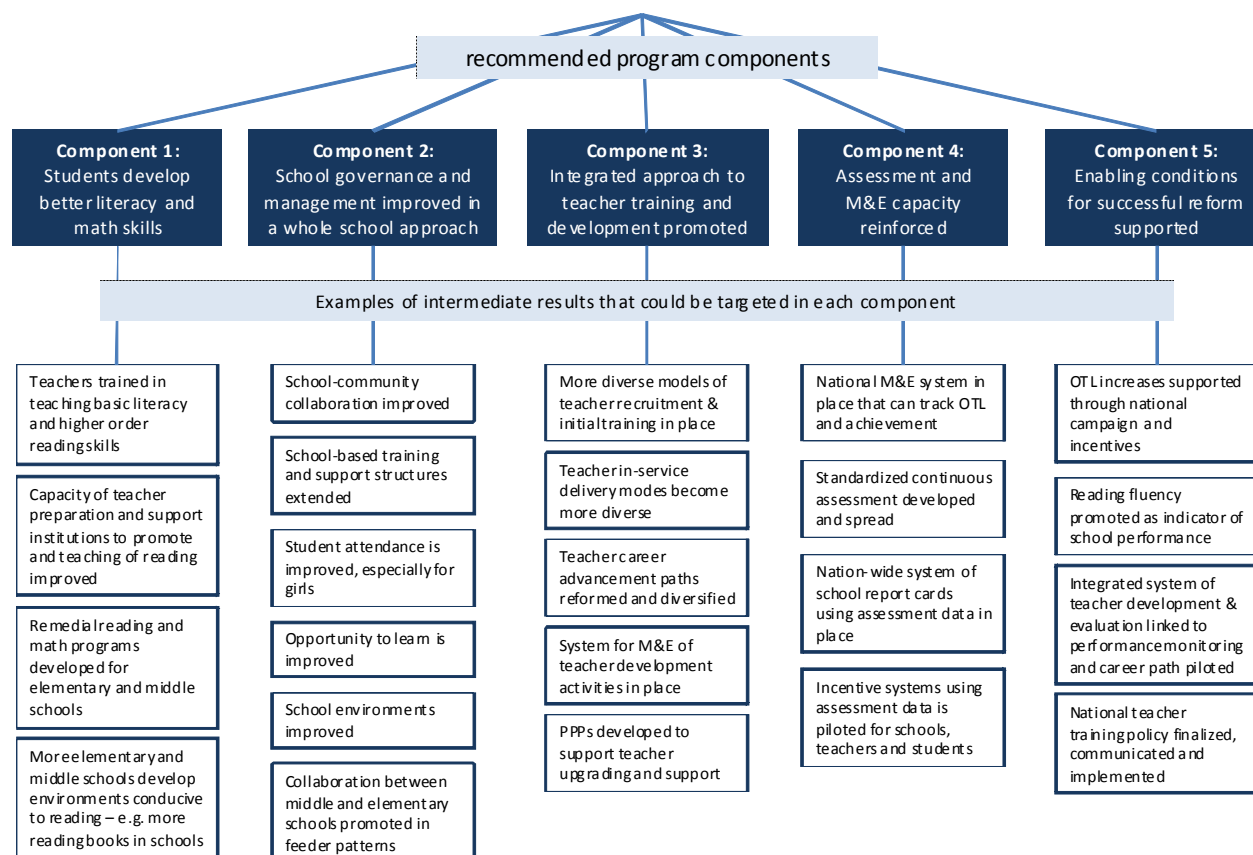 recommended program components
Component 1:
Students develop
better literacy and
math skills
Component 2:
School governance and
management improved in
a whole school approach
Component 3:
Integrated approach to
teacher training and
development promoted
Component 4:
Assessment and
M&E capacity
reinforced
Component 5:
Enabling conditions
for successful reform
supported
Examples of intermediate results that could be targeted in each component
Teachers trained in
teaching basic literacy
and higher order
reading skills
Capacity of teacher
preparation and support
institutions to promote
and teaching of reading
improved
Remedial reading and
math programs
developed for
elementary and middle
schools
More elementary and
middle schools develop
environments conducive
to reading – e.g. more
reading books in schools
School-community
collaboration improved
School-based training
and support structures
extended
Student attendance is
improved, especially for
girls
Opportunity to learn is
improved
School environments
improved
Collaboration between
middle and elementary
schools promoted in
feeder patterns
More diverse models of
teacher recruitment &
initial training in place
Teacher in-service
delivery modes become
more diverse
Teacher career
advancement paths
reformed and diversified
System for M&E of
teacher development
activities in place
PPPs developed to
support teacher
upgrading and support
National M&E system in
place that can track OTL
and achievement
Standardized continuous
assessment developed
and spread
Nation-wide system of
school report cards
using assessment data in
place
Incentive systems using
assessment data is
piloted for schools,
teachers and students
OTL increases supported
through national
campaign and
incentives
Reading fluency
promoted as indicator of
school performance
Integrated system of
teacher development &
evaluation linked to
performance monitoring
and career path piloted
National teacher
training policy finalized,
communicated and
implemented